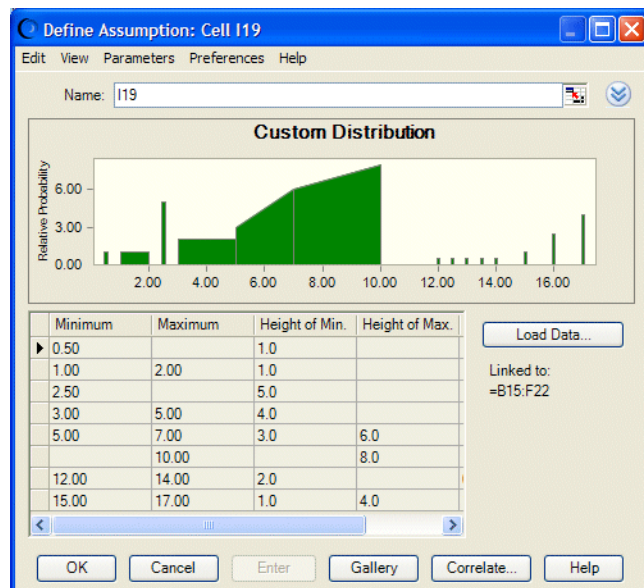 Define Assumption: Cell I19
Edit View Parameters Preferences Help
Name: I19
Custom Distribution
Relative Probability
6.00
3.00
0.00
2.00 4.00 6.00 8.00 10.00 12.00 14.00 16.00
Minimum Maximum Height of Min. Height of Max.
0.50 1.0
1.00 2.00 1.0
2.50 5.0
3.00 5.00 4.0
5.00 7.00 3.0 6.0
10.00 8.0
12.00 14.00 2.0
15.00 17.00 1.0 4.0
Load Data...
Linked to:
=B15:F22
OK Cancel Enter Gallery Correlate... Help